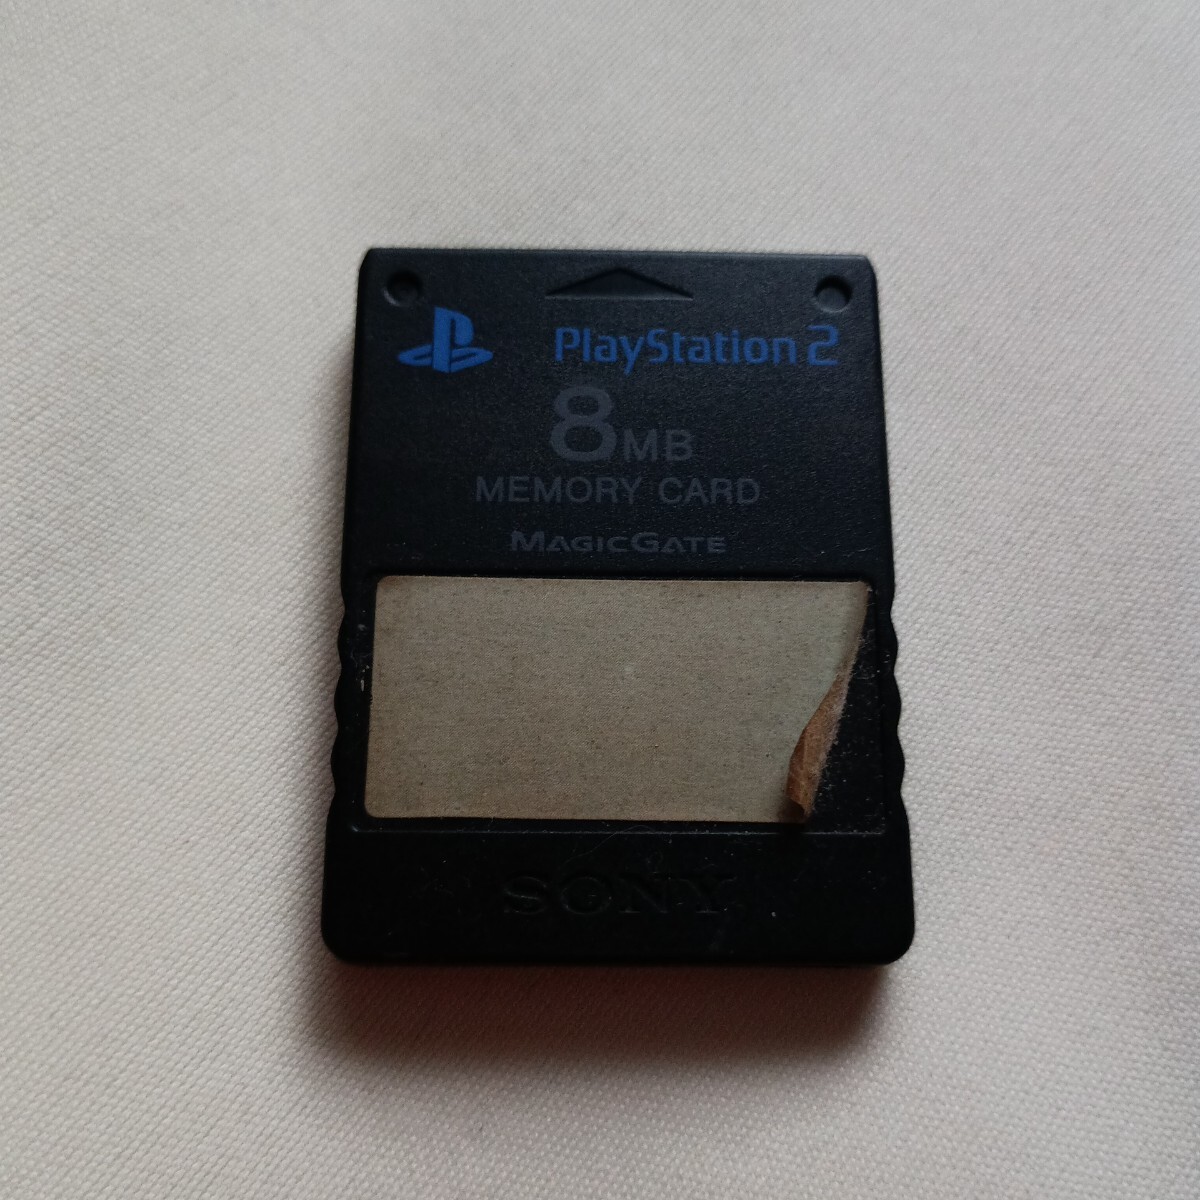 PlayStation 2
8MB
MEMORY CARD
MAGICGATE
SONY